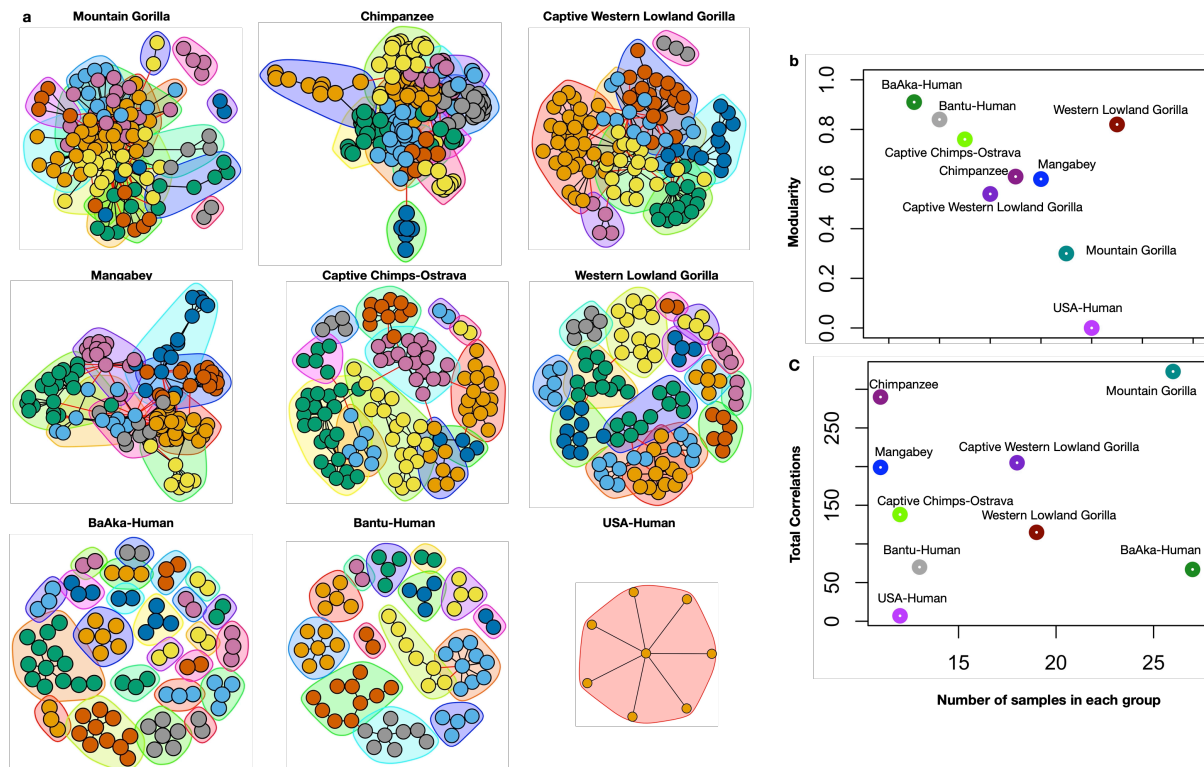 a
Mountain Gorilla
Chimpanzee
Captive Western Lowland Gorilla
Mangabey
Captive Chimps-Ostrava
Western Lowland Gorilla
BaAka-Human
Bantu-Human
USA-Human
b
Modularity
1.0
0.8
0.6
0.4
0.2
0.0
BaAka-Human
Bantu-Human
Western Lowland Gorilla
Captive Chimps-Ostrava
Chimpanzee
Mangabey
Captive Western Lowland Gorilla
Mountain Gorilla
USA-Human
C
Total Correlations
250
150
50
0
Chimpanzee
Mountain Gorilla
Mangabey
Captive Western Lowland Gorilla
Captive Chimps-Ostrava
Western Lowland Gorilla
Bantu-Human
BaAka-Human
USA-Human
15
20
25
Number of samples in each group